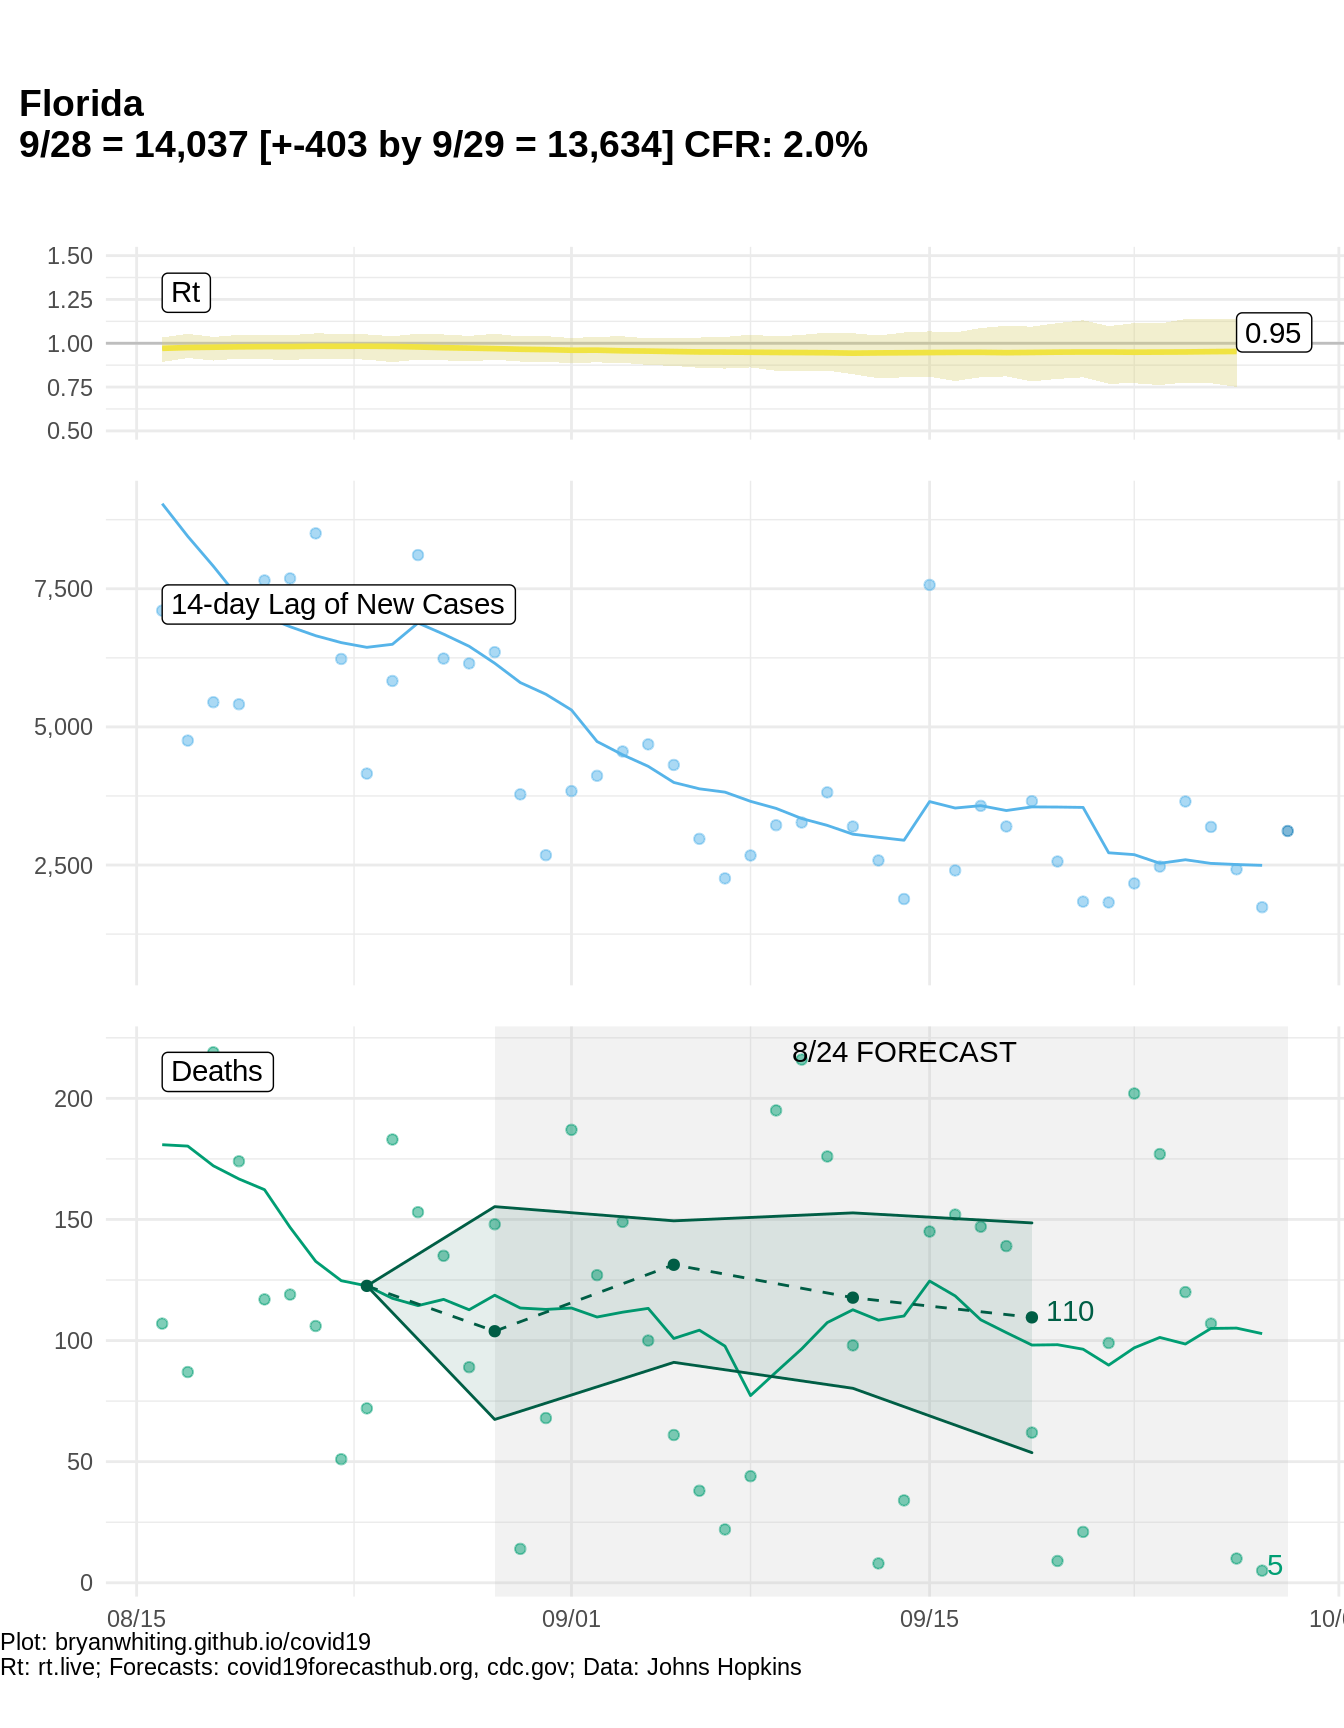 Florida
9/28 = 14,037 [+-403 by 9/29 = 13,634] CFR: 2.0%
1.50
Rt
1.25
1.00
0.95
0.75
0.50
7,500
14-day Lag of New Cases
5,000
2,500
8/24 FORECAST
Deaths
200
150
110
100
50
5
0
08/15
09/01
09/15
Plot: bryanwhiting.github.io/covid19
Rt: rt.live; Forecasts: covid19forecasthub.org, cdc.gov; Data: Johns Hopkins